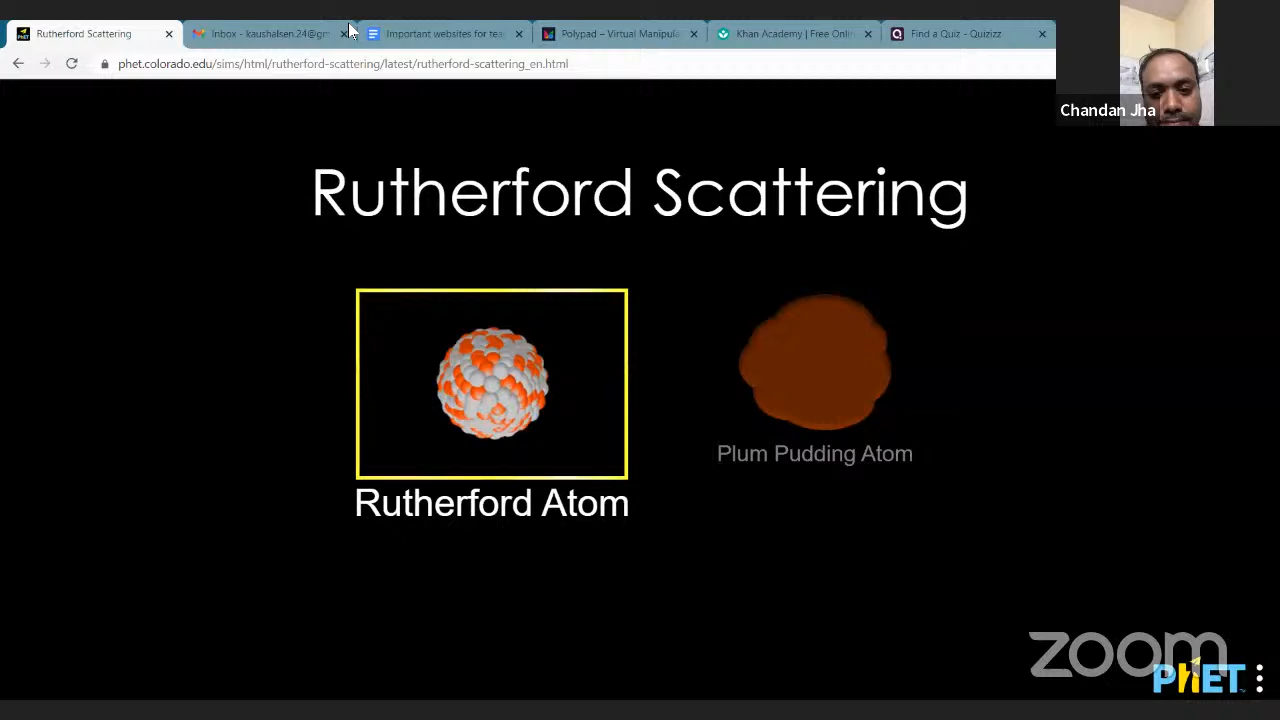 Rutherford Scattering
Inbox - kaushalsen.24@gm
Important websites for tea
Polypad – Virtual Manipula
Khan Academy | Free Onlin
Find a Quiz - Quizizz
phet.colorado.edu/sims/html/rutherford-scattering/latest/rutherford-scattering_en.html
Chandan Jha
Rutherford Scattering
Plum Pudding Atom
Rutherford Atom
zoom
PhET